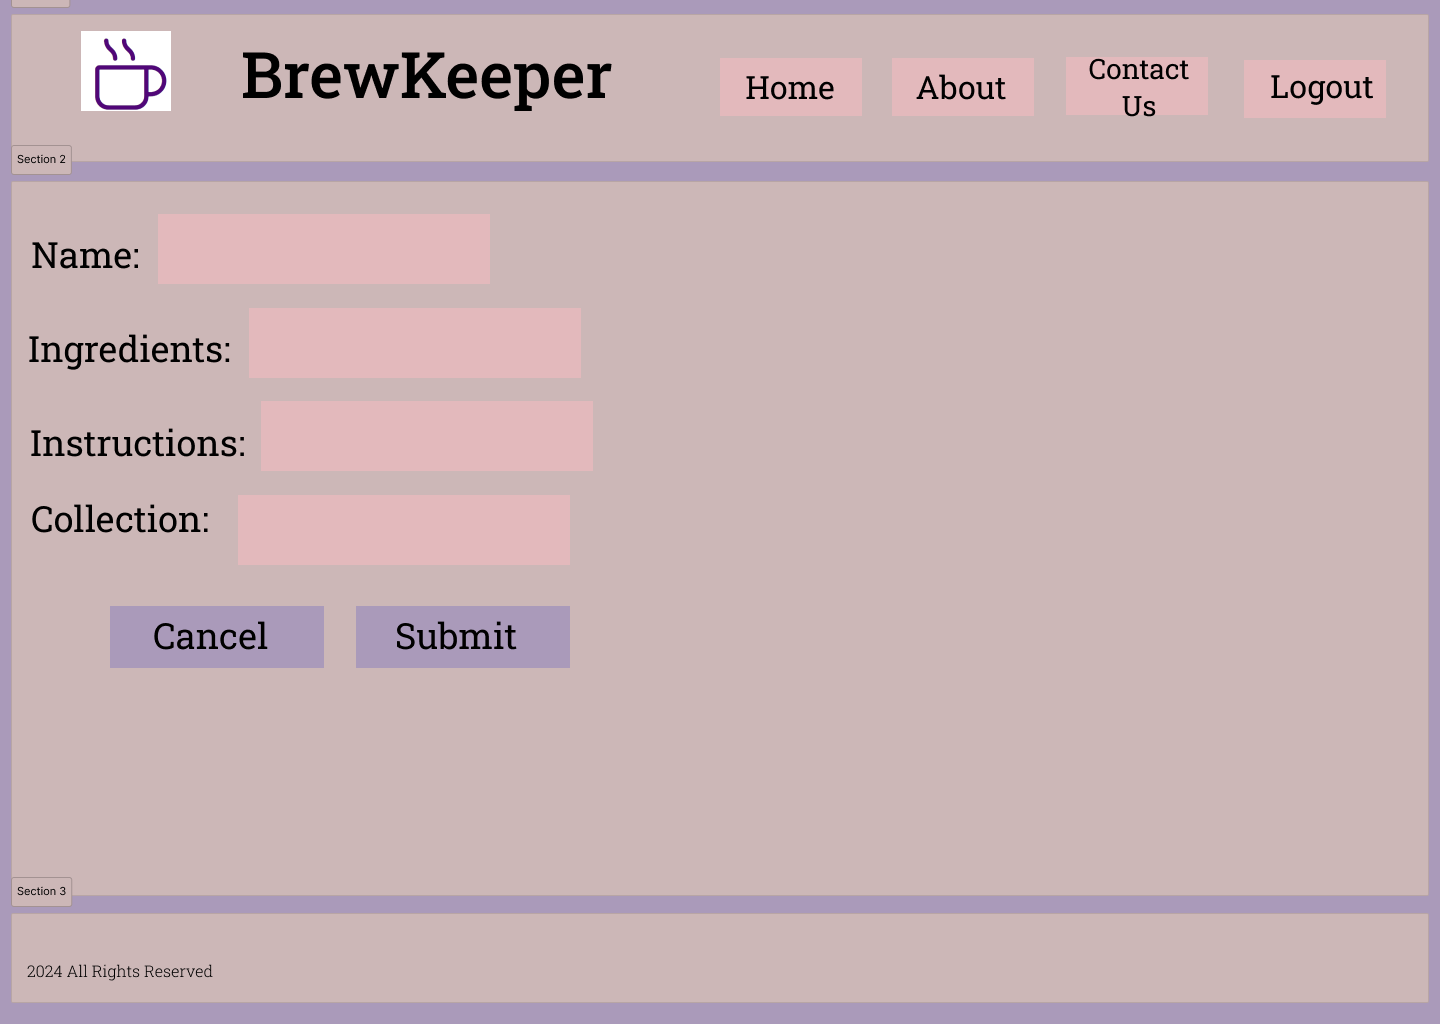 BrewKeeper
Home
About
Contact
Us
Logout
Section 2
Name:
Ingredients:
Instructions:
Collection:
Cancel
Submit
Section 3
2024 All Rights Reserved